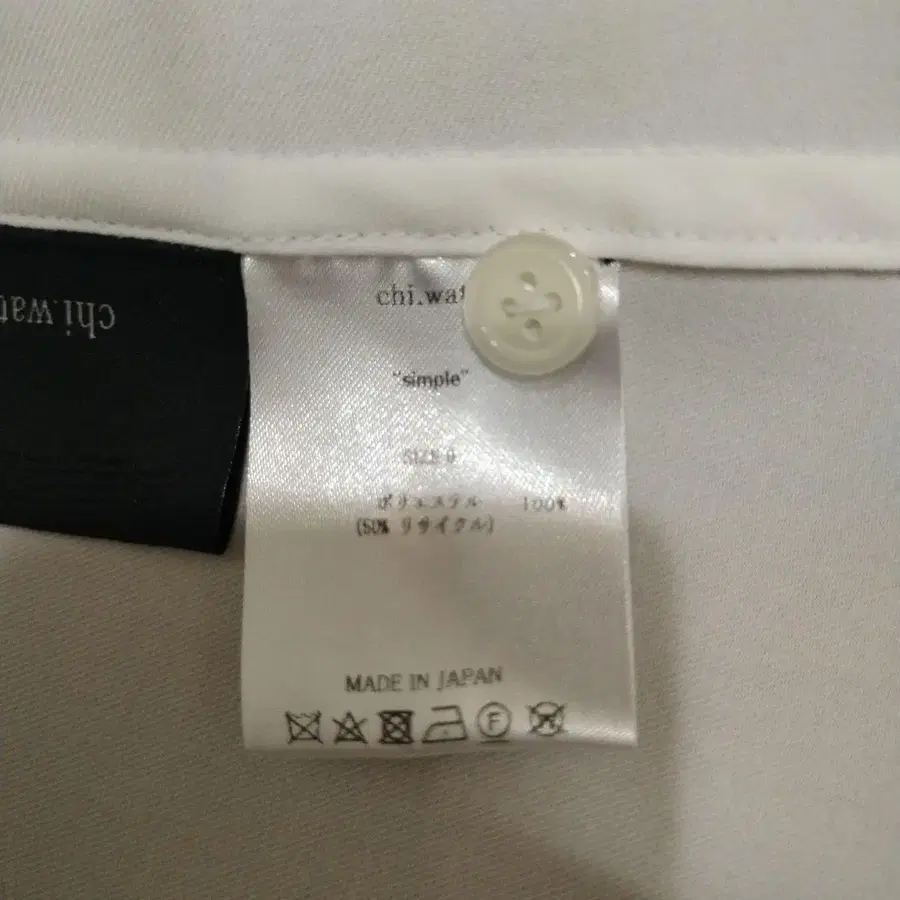 chi.wat
chi.wat
"simple"
SIZE 0
ポリエステル 100%
(50% リサイクル)
MADE IN JAPAN
F